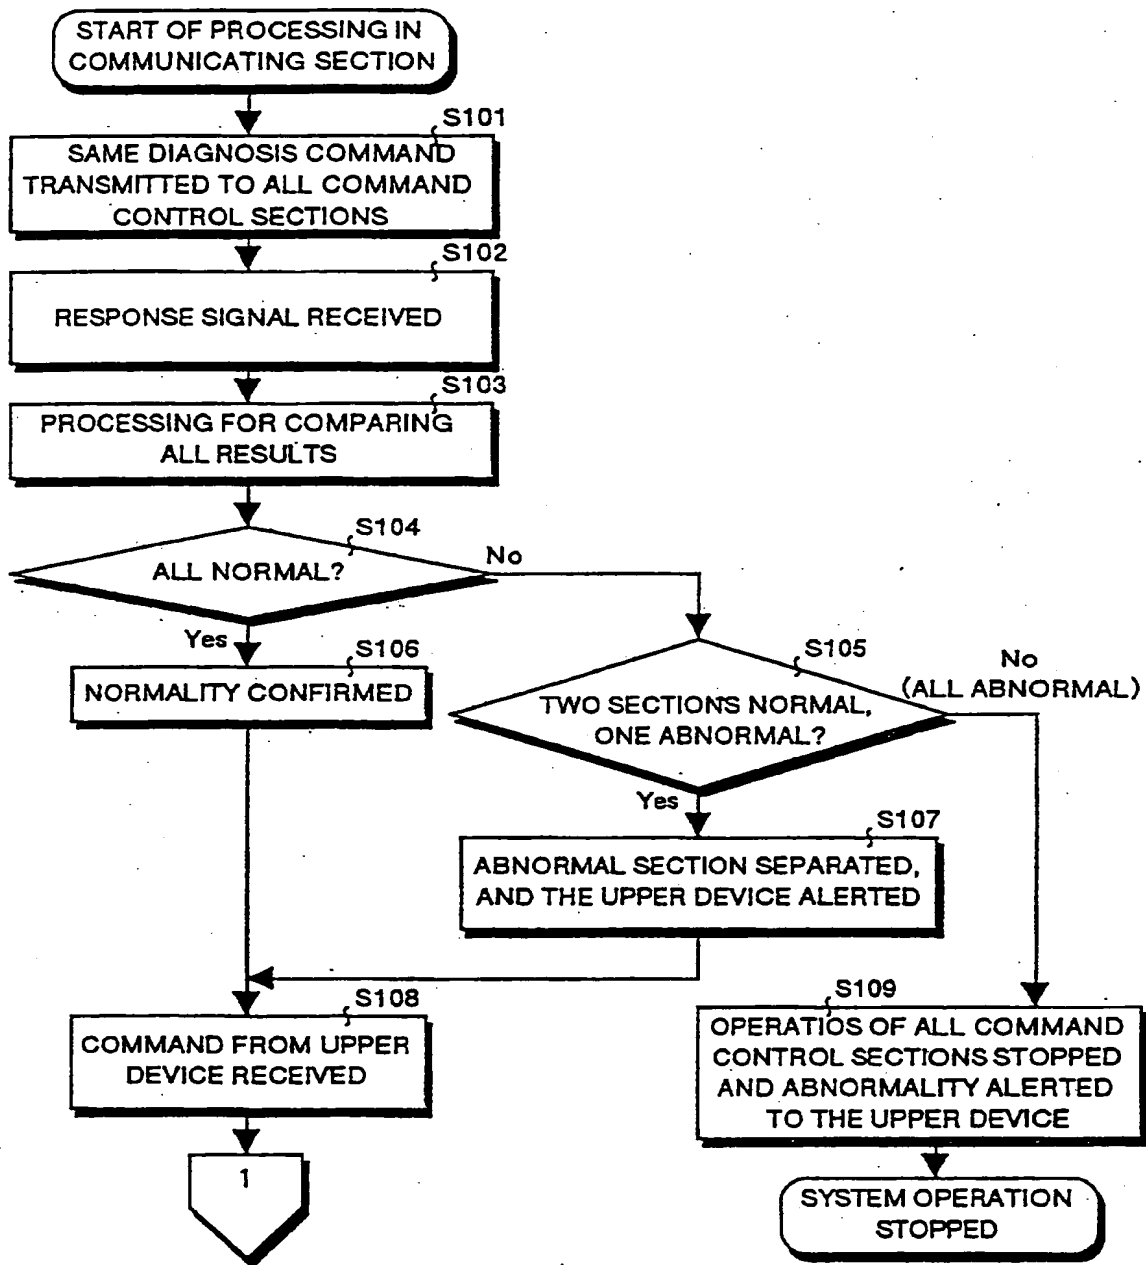 START OF PROCESSING IN
COMMUNICATING SECTION
S101
SAME DIAGNOSIS COMMAND
TRANSMITTED TO ALL COMMAND
CONTROL SECTIONS
S102
RESPONSE SIGNAL RECEIVED
S103
PROCESSING FOR COMPARING
ALL RESULTS
S104
ALL NORMAL?
No
Yes
S106
NORMALITY CONFIRMED
S105
TWO SECTIONS NORMAL,
ONE ABNORMAL?
No
(ALL ABNORMAL)
Yes
S107
ABNORMAL SECTION SEPARATED,
AND THE UPPER DEVICE ALERTED
S108
COMMAND FROM UPPER
DEVICE RECEIVED
1
S109
OPERATIOS OF ALL COMMAND
CONTROL SECTIONS STOPPED
AND ABNORMALITY ALERTED
TO THE UPPER DEVICE
SYSTEM OPERATION
STOPPED